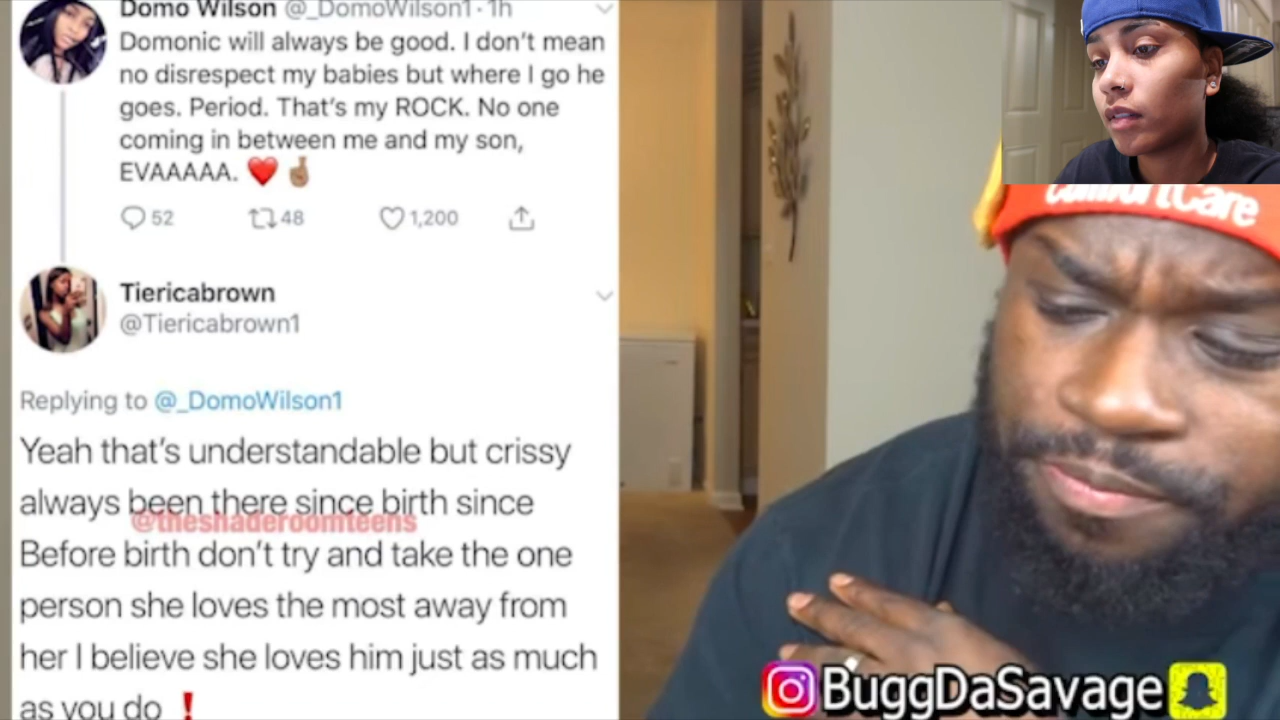 Domo Wilson @_DomoWilson1 · 1h
Domonic will always be good. I don't mean
no disrespect my babies but where I go he
goes. Period. That's my ROCK. No one
coming in between me and my son,
EVAAAAA. ❤️🤞🏽
52 48 1,200
Tiericabrown
@Tiericabrown1
Replying to @_DomoWilson1
Yeah that's understandable but crissy
always been there since birth since
@theshaderoomteens
Before birth don't try and take the one
person she loves the most away from
her I believe she loves him just as much
as you do ❗
ComfortCare
BuggDaSavage